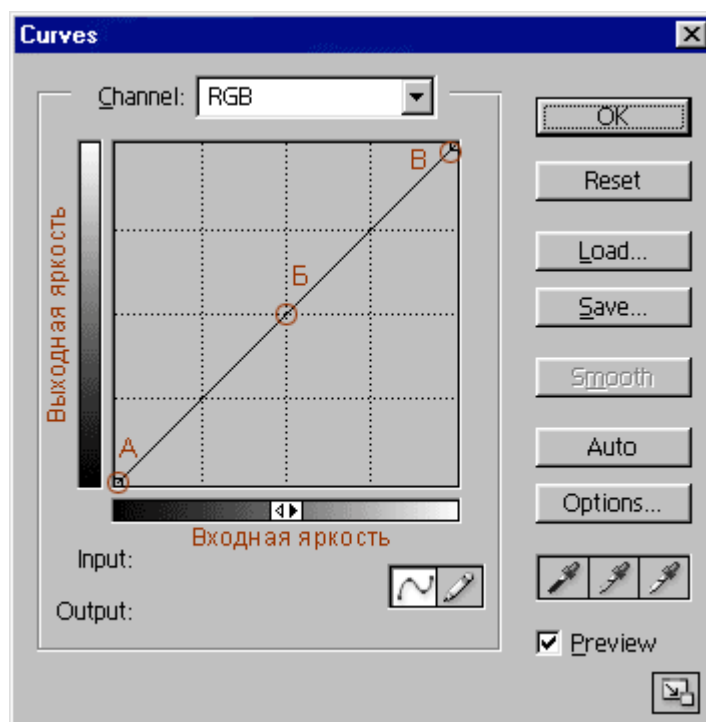 Curves
Channel: RGB
OK
Reset
Load...
Save...
Smooth
Auto
Options...
Preview
Выходная яркость
А
Б
В
Входная яркость
Input:
Output: